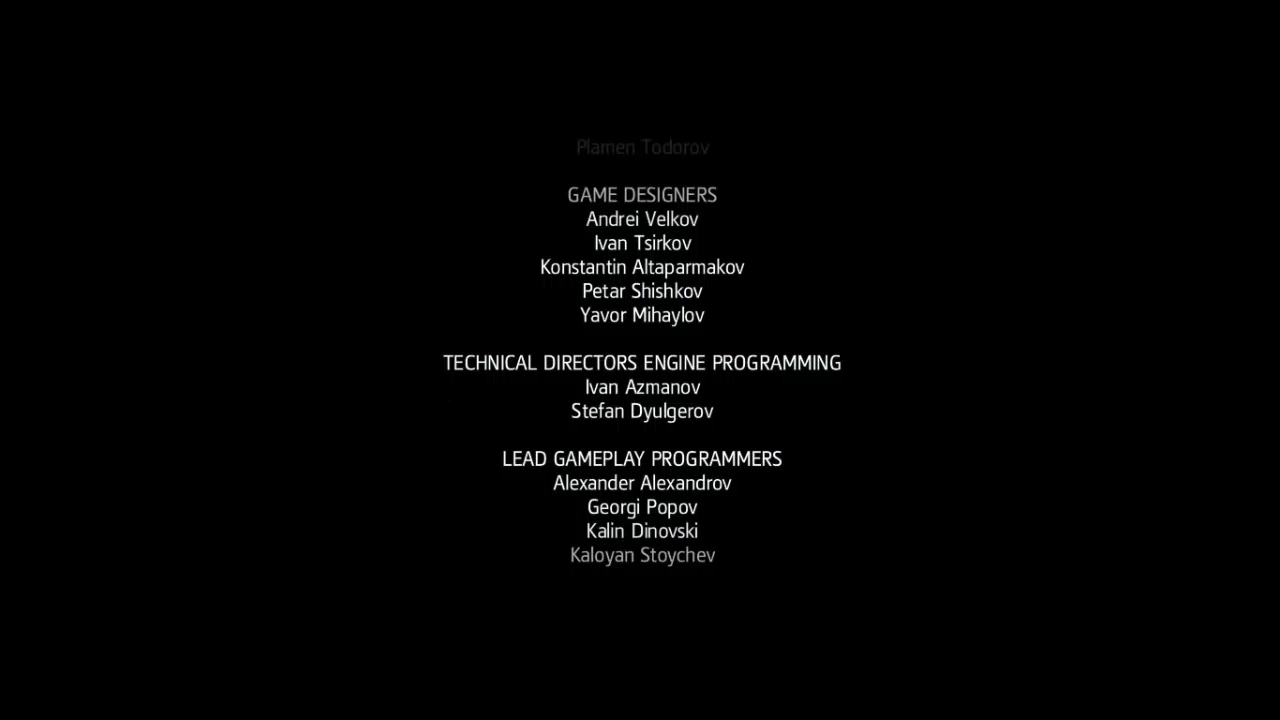 Plamen Todorov
GAME DESIGNERS
Andrei Velkov
Ivan Tsirkov
Konstantin Altaparmakov
Petar Shishkov
Yavor Mihaylov
TECHNICAL DIRECTORS ENGINE PROGRAMMING
Ivan Azmanov
Stefan Dyulgerov
LEAD GAMEPLAY PROGRAMMERS
Alexander Alexandrov
Georgi Popov
Kalin Dinovski
Kaloyan Stoychev